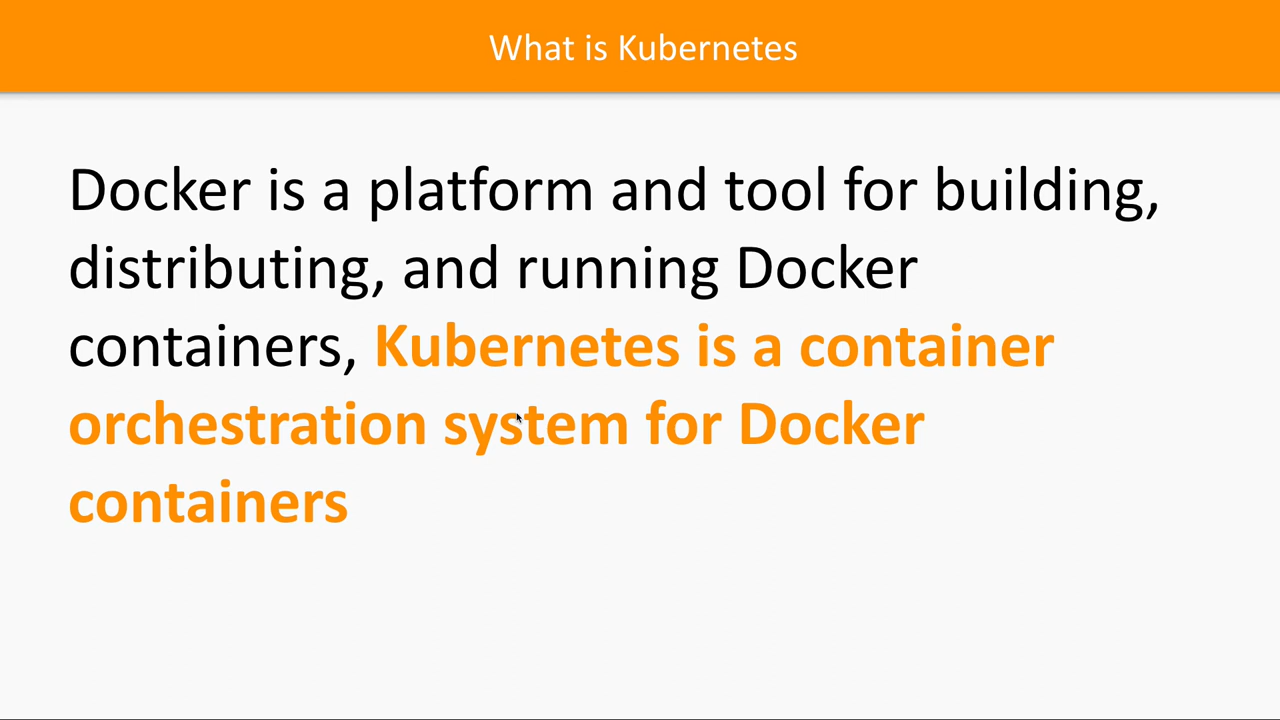 What is Kubernetes
Docker is a platform and tool for building,
distributing, and running Docker
containers, Kubernetes is a container
orchestration system for Docker
containers